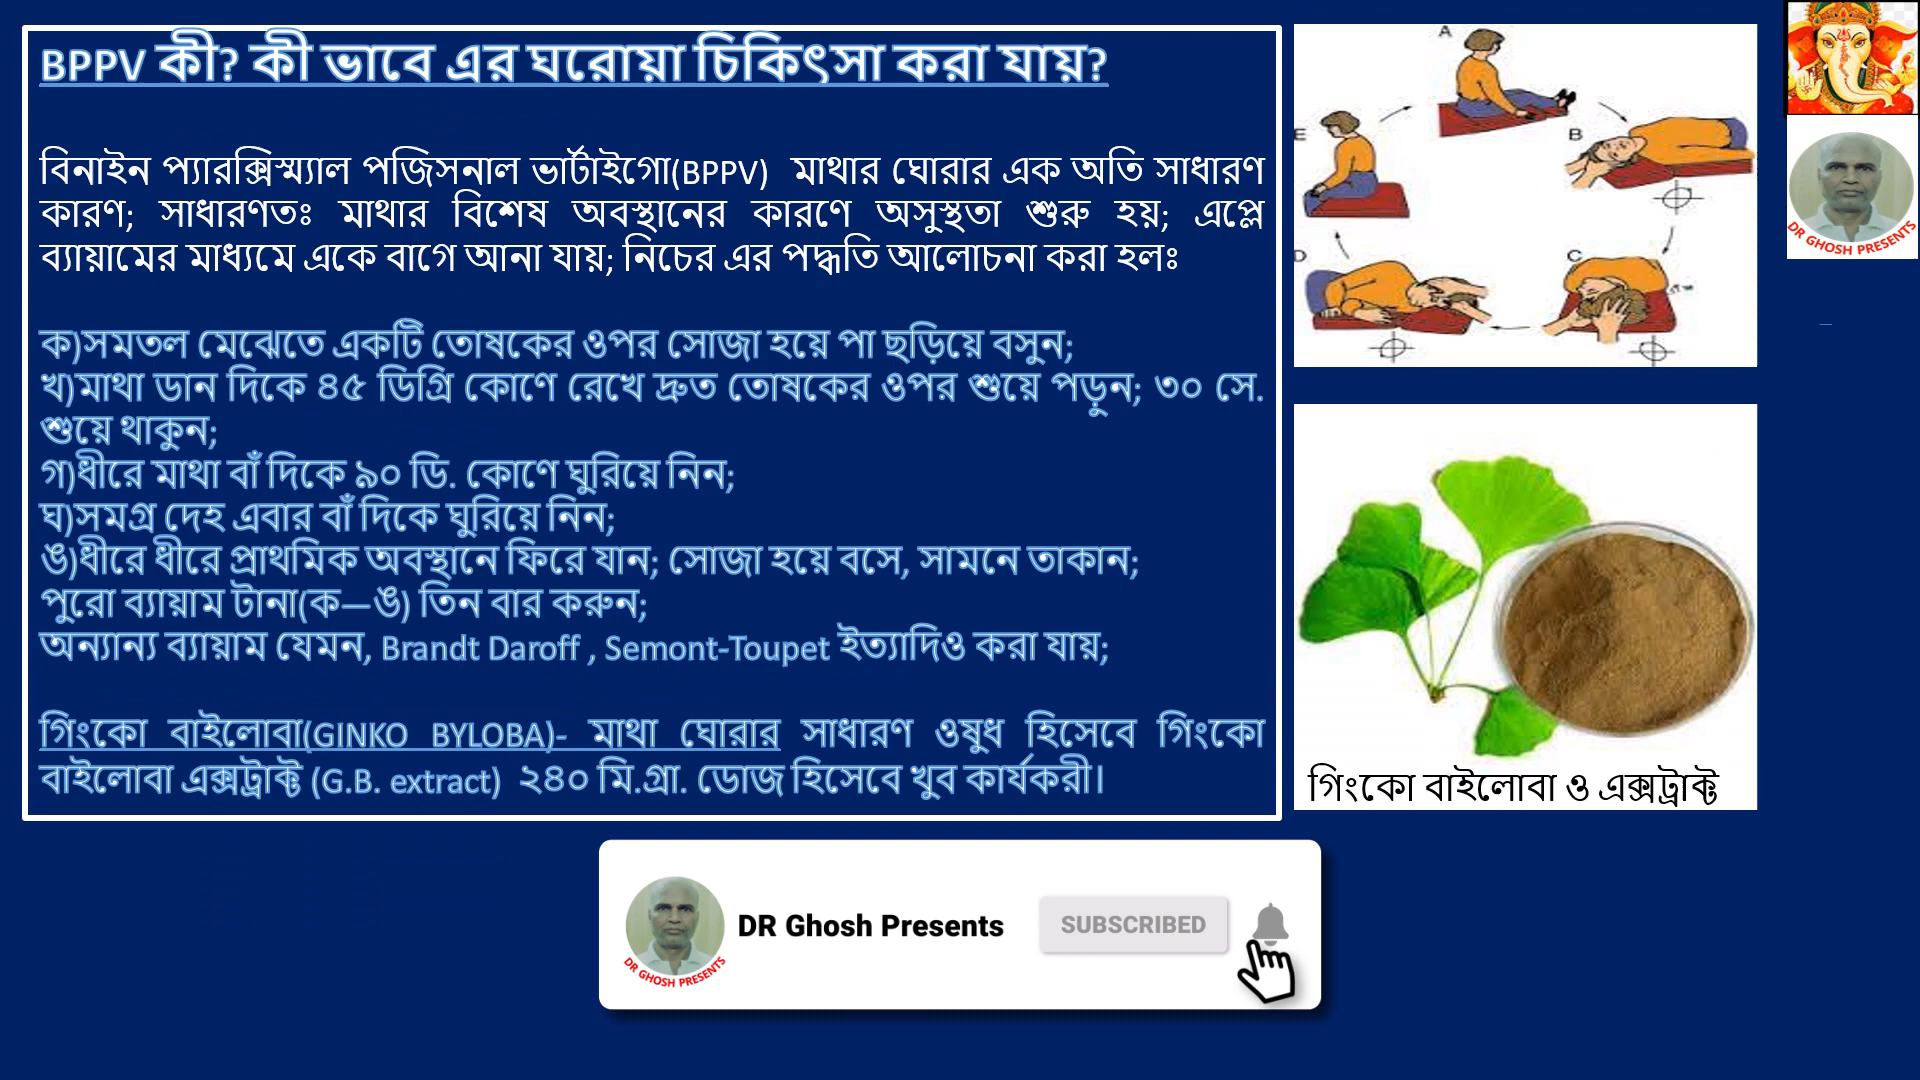 BPPV কী? কী ভাবে এর ঘরোয়া চিকিৎসা করা যায়?
বিনাইন প্যারক্সিস্ম্যাল পজিসনাল ভার্টাইগো(BPPV) মাথার ঘোরার এক অতি সাধারণ
কারণ; সাধারণতঃ মাথার বিশেষ অবস্থানের কারণে অসুস্থতা শুরু হয়; এপ্লে
ব্যায়ামের মাধ্যমে একে বাগে আনা যায়; নিচের এর পদ্ধতি আলোচনা করা হলঃ
ক)সমতল মেঝেতে একটি তোষকের ওপর সোজা হয়ে পা ছড়িয়ে বসুন;
খ)মাথা ডান দিকে ৪৫ ডিগ্রি কোণে রেখে দ্রুত তোষকের ওপর শুয়ে পড়ুন; ৩০ সে.
শুয়ে থাকুন;
গ)ধীরে মাথা বাঁ দিকে ৯০ ডি. কোণে ঘুরিয়ে নিন;
ঘ)সমগ্র দেহ এবার বাঁ দিকে ঘুরিয়ে নিন;
ঙ)ধীরে ধীরে প্রাথমিক অবস্থানে ফিরে যান; সোজা হয়ে বসে, সামনে তাকান;
পুরো ব্যায়াম টানা(ক—ঙ) তিন বার করুন;
অন্যান্য ব্যায়াম যেমন, Brandt Daroff , Semont-Toupet ইত্যাদিও করা যায়;
গিংকো বাইলোবা(GINKO BYLOBA)- মাথা ঘোরার সাধারণ ওষুধ হিসেবে গিংকো
বাইলোবা এক্সট্রাক্ট (G.B. extract) ২৪০ মি.গ্রা. ডোজ হিসেবে খুব কার্যকরী।
A
B
C
D
E
গিংকো বাইলোবা ও এক্সট্রাক্ট
DR GHOSH PRESENTS
DR GHOSH PRESENTS
DR Ghosh Presents
SUBSCRIBED